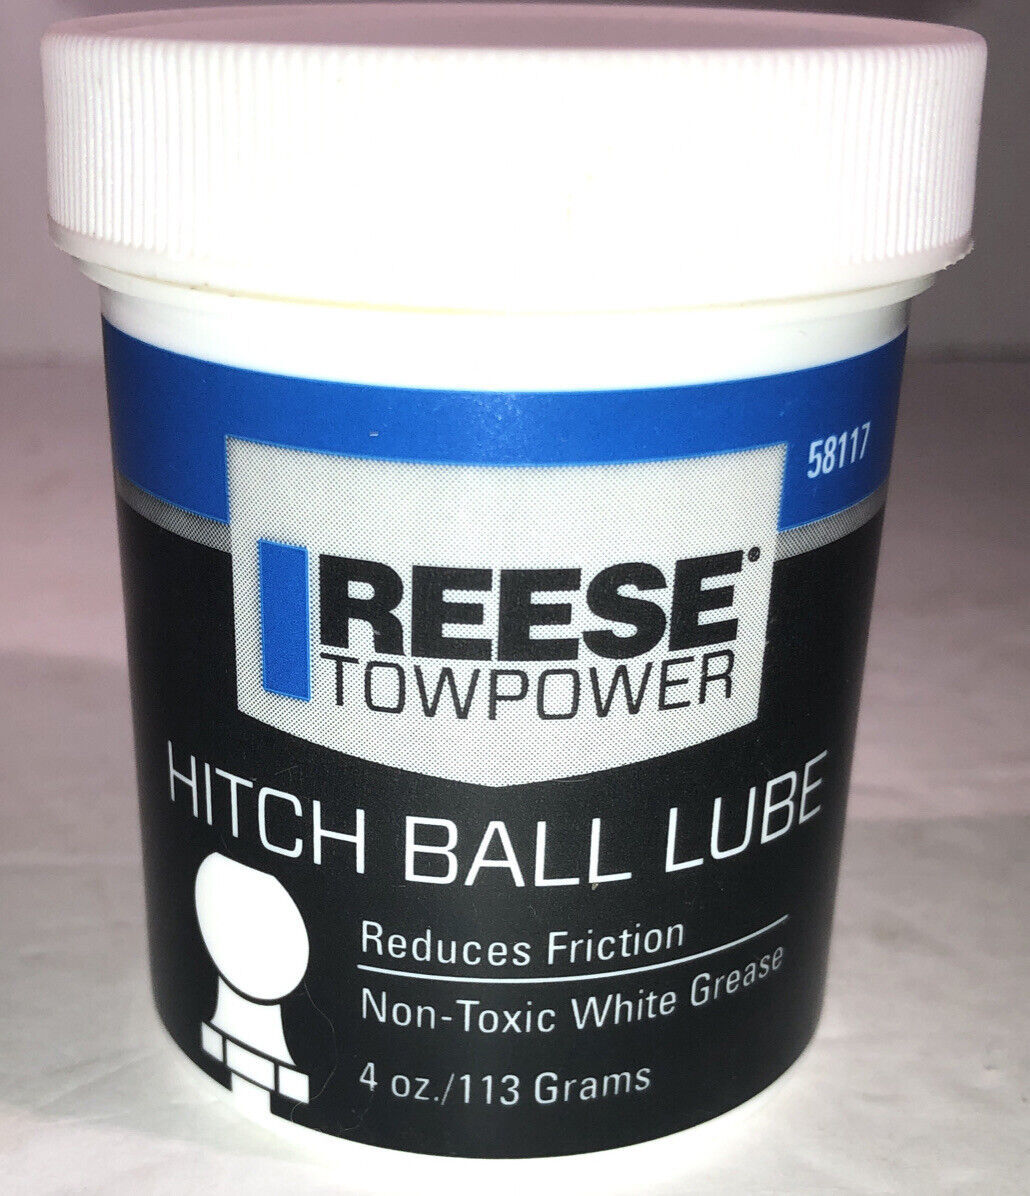 58117
REESE®
TOWPOWER
HITCH BALL LUBE
Reduces Friction
Non-Toxic White Grease
4 oz./113 Grams